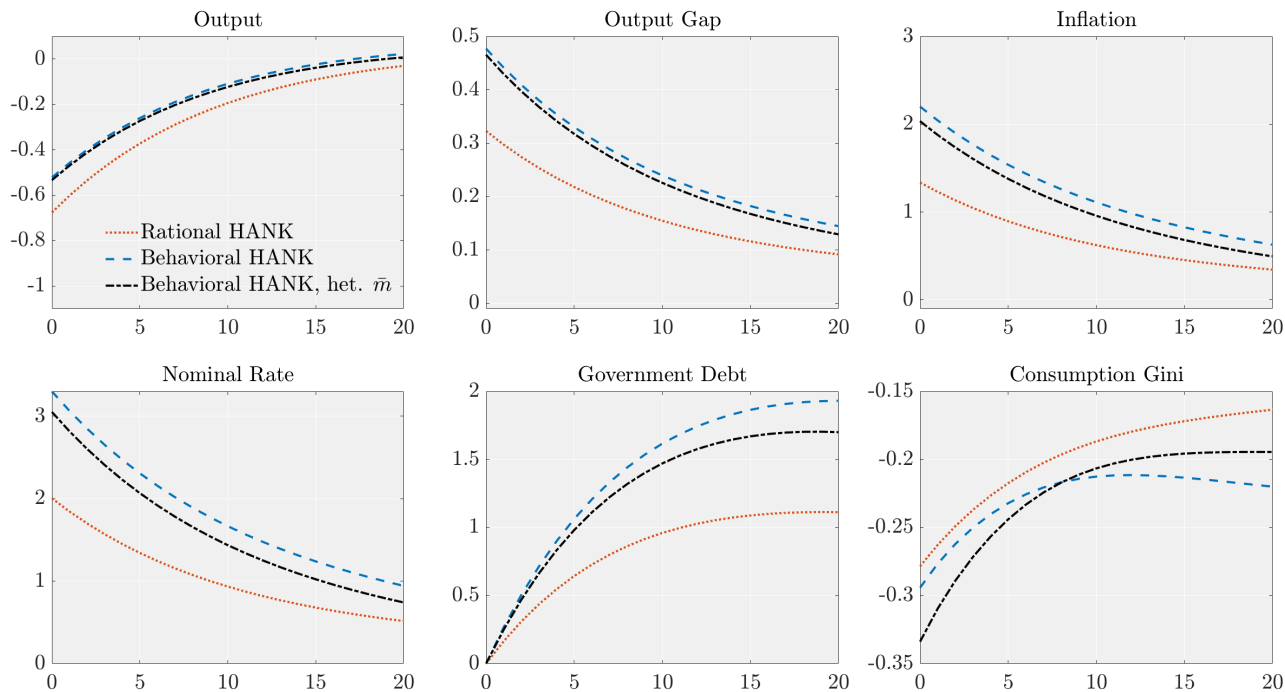 Output
0
-0.2
-0.4
-0.6
-0.8
-1
Rational HANK
Behavioral HANK
Behavioral HANK, het. m̄
0 5 10 15 20
Output Gap
0.5
0.4
0.3
0.2
0.1
0
0 5 10 15 20
Inflation
3
2
1
0
0 5 10 15 20
Nominal Rate
3
2
1
0
0 5 10 15 20
Government Debt
2
1.5
1
0.5
0
0 5 10 15 20
Consumption Gini
-0.15
-0.2
-0.25
-0.3
-0.35
0 5 10 15 20